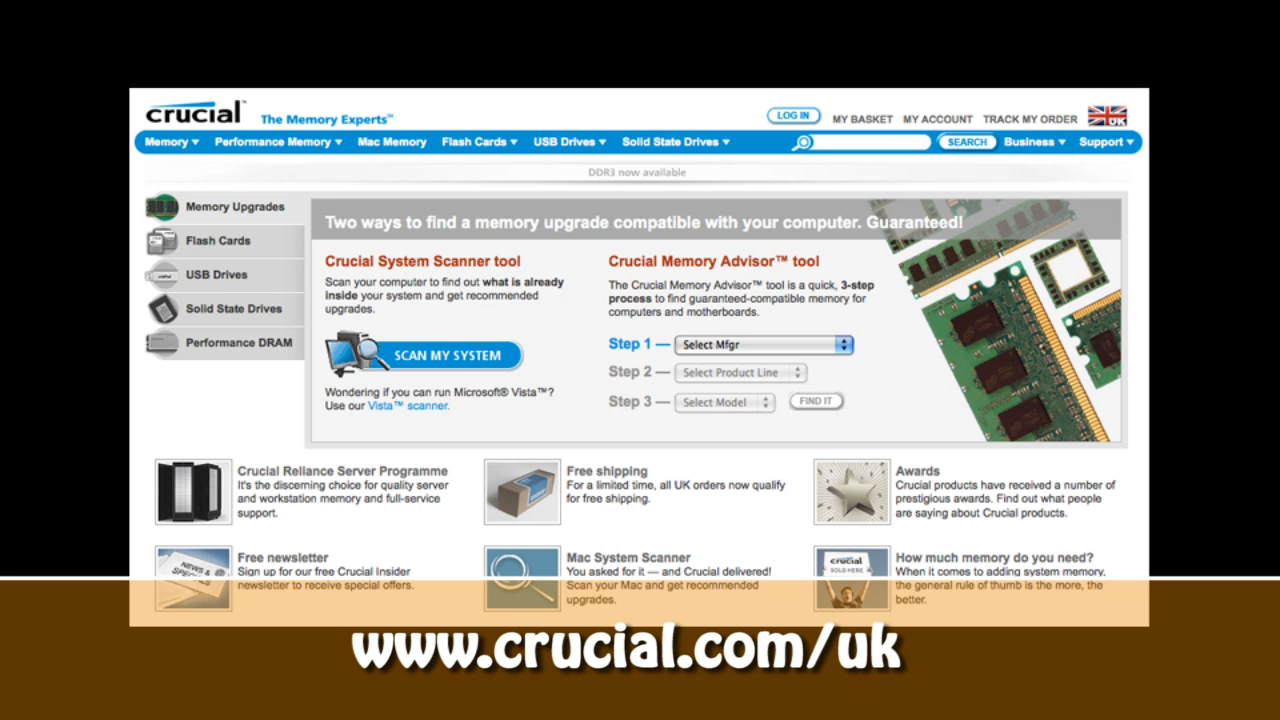 crucial™ The Memory Experts™
LOG IN MY BASKET MY ACCOUNT TRACK MY ORDER UK
Memory Performance Memory Mac Memory Flash Cards USB Drives Solid State Drives SEARCH Business Support
DDR3 now available
Memory Upgrades
Flash Cards
USB Drives
Solid State Drives
Performance DRAM
Two ways to find a memory upgrade compatible with your computer. Guaranteed!
Crucial System Scanner tool
Scan your computer to find out what is already
inside your system and get recommended
upgrades.
SCAN MY SYSTEM
Wondering if you can run Microsoft® Vista™?
Use our Vista™ scanner.
Crucial Memory Advisor™ tool
The Crucial Memory Advisor™ tool is a quick, 3-step
process to find guaranteed-compatible memory for
computers and motherboards.
Step 1 — Select Mfgr
Step 2 — Select Product Line
Step 3 — Select Model FIND IT
Crucial Reliance Server Programme
It's the discerning choice for quality server
and workstation memory and full-service
support.
Free shipping
For a limited time, all UK orders now qualify
for free shipping.
Awards
Crucial products have received a number of
prestigious awards. Find out what people
are saying about Crucial products.
NEWS &
Free newsletter
Sign up for our free Crucial Insider
newsletter to receive special offers.
Mac System Scanner
You asked for it — and Crucial delivered!
Scan your Mac and get recommended
upgrades.
crucial
SOLD HERE
How much memory do you need?
When it comes to adding system memory,
the general rule of thumb is the more, the
better.
www.crucial.com/uk